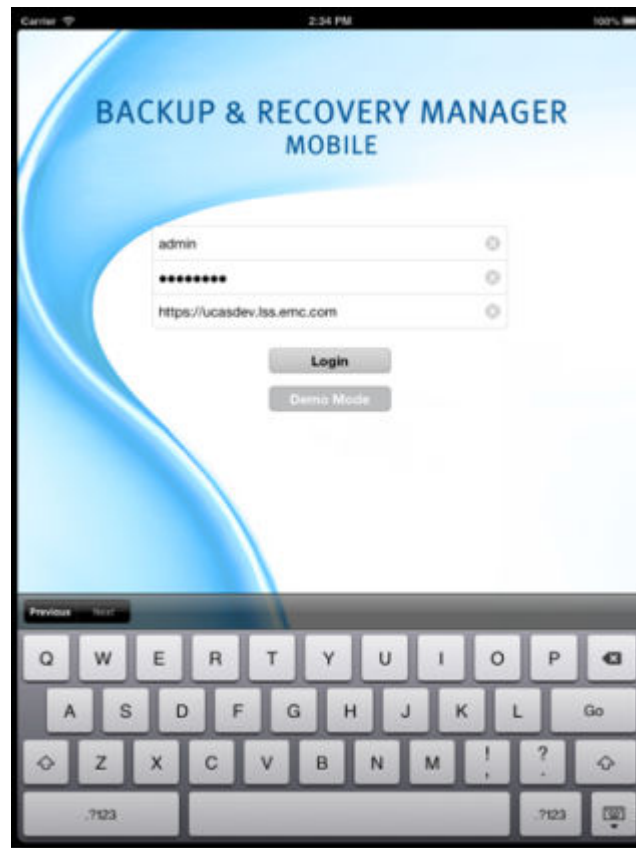 Carrier 2:34 PM 100%
BACKUP & RECOVERY MANAGER
MOBILE
admin
••••••••
https://ucasdev.lss.emc.com
Login
Demo Mode
Previous Next
Q W E R T Y U I O P
A S D F G H J K L Go
Z X C V B N M ! , ? .
.?123 .?123